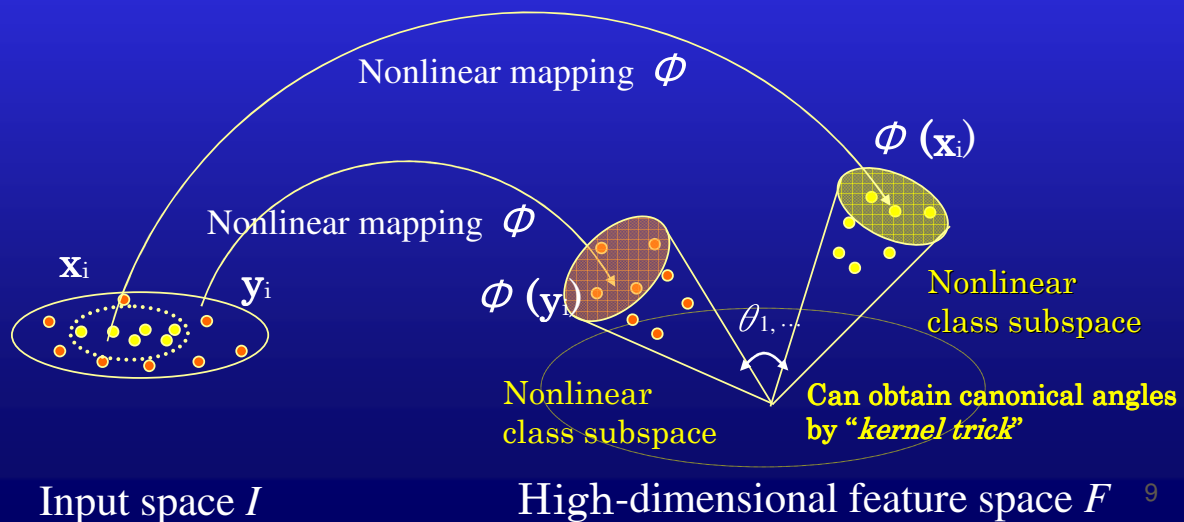 Nonlinear mapping Φ
Φ (xᵢ)
Nonlinear mapping Φ
xᵢ
yᵢ
Φ (yᵢ)
θ₁, ...
Nonlinear
class subspace
Nonlinear
class subspace
Can obtain canonical angles
by “kernel trick”
Input space I
High-dimensional feature space F
9